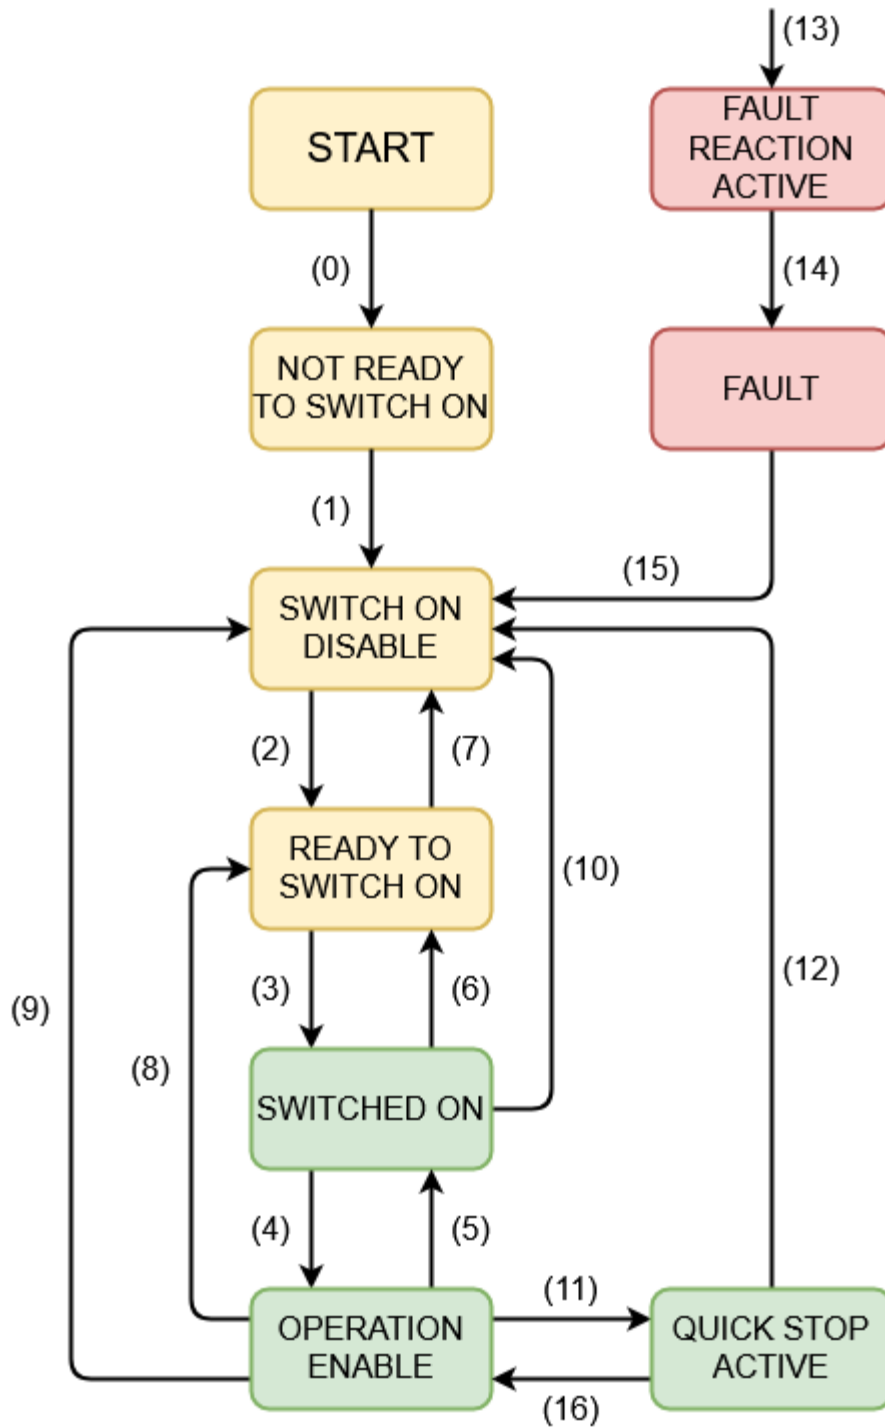 (13)
START
FAULT
REACTION
ACTIVE
(0)
(14)
NOT READY
TO SWITCH ON
FAULT
(1)
(15)
SWITCH ON
DISABLE
(2)
(7)
READY TO
SWITCH ON
(10)
(12)
(3)
(6)
(9)
(8)
SWITCHED ON
(4)
(5)
(11)
OPERATION
ENABLE
QUICK STOP
ACTIVE
(16)